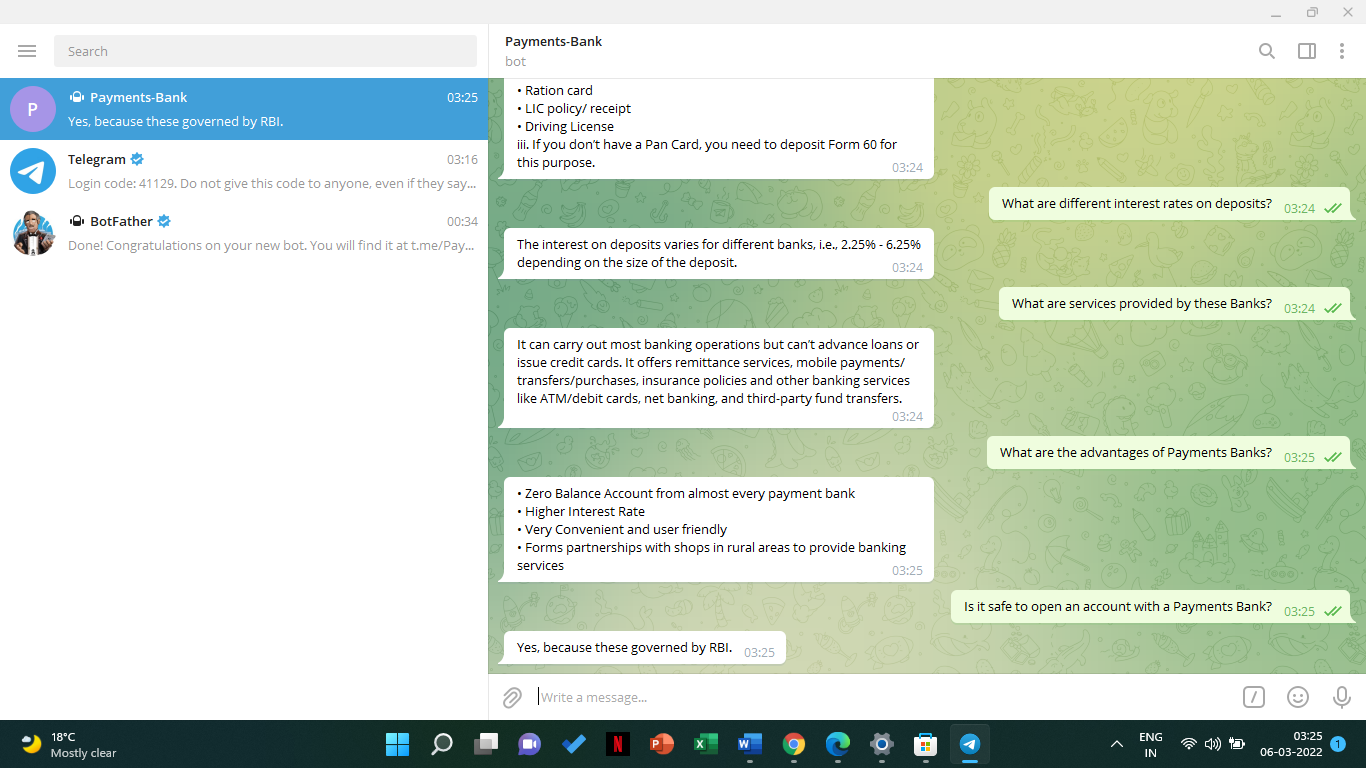 Search
P
Payments-Bank
03:25
Yes, because these governed by RBI.
Telegram
03:16
Login code: 41129. Do not give this code to anyone, even if they say...
BotFather
00:34
Done! Congratulations on your new bot. You will find it at t.me/Pay...
Payments-Bank
bot
• Ration card
• LIC policy/ receipt
• Driving License
iii. If you don’t have a Pan Card, you need to deposit Form 60 for
this purpose.
03:24
What are different interest rates on deposits? 03:24
The interest on deposits varies for different banks, i.e., 2.25% - 6.25%
depending on the size of the deposit.
03:24
What are services provided by these Banks? 03:24
It can carry out most banking operations but can’t advance loans or
issue credit cards. It offers remittance services, mobile payments/
transfers/purchases, insurance policies and other banking services
like ATM/debit cards, net banking, and third-party fund transfers.
03:24
What are the advantages of Payments Banks? 03:25
• Zero Balance Account from almost every payment bank
• Higher Interest Rate
• Very Convenient and user friendly
• Forms partnerships with shops in rural areas to provide banking
services
03:25
Is it safe to open an account with a Payments Bank? 03:25
Yes, because these governed by RBI. 03:25
Write a message...
18°C
Mostly clear
ENG
IN
03:25
06-03-2022
1